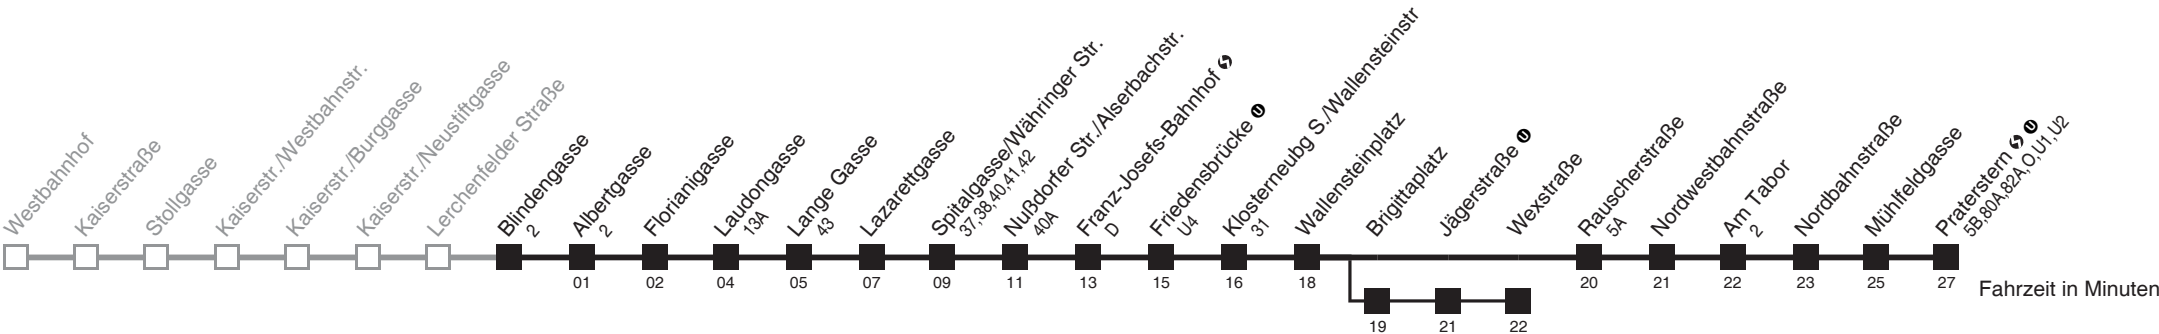 Westbahnhof
Kaiserstraße
Stollgasse
Kaiserstr./Westbahnstr.
Kaiserstr./Burggasse
Kaiserstr./Neustiftgasse
Lerchenfelder Straße
Blindengasse
2
Albertgasse
2
01
Florianigasse
02
Laudongasse
13A
04
Lange Gasse
43
05
Lazarettgasse
07
Spitalgasse/Währinger Str.
37,38,40,41,42
09
Nußdorfer Str./Alserbachstr.
40A
11
Franz-Josefs-Bahnhof S
D
13
Friedensbrücke U
U4
15
Klosterneubg S./Wallensteinstr
31
16
Wallensteinplatz
18
Brigittaplatz
19
Jägerstraße U
21
Wexstraße
22
Rauscherstraße
5A
20
Nordwestbahnstraße
21
Am Tabor
2
22
Nordbahnstraße
23
Mühlfeldgasse
25
Praterstern S U
5B,80A,82A,O,U1,U2
27
Fahrzeit in Minuten